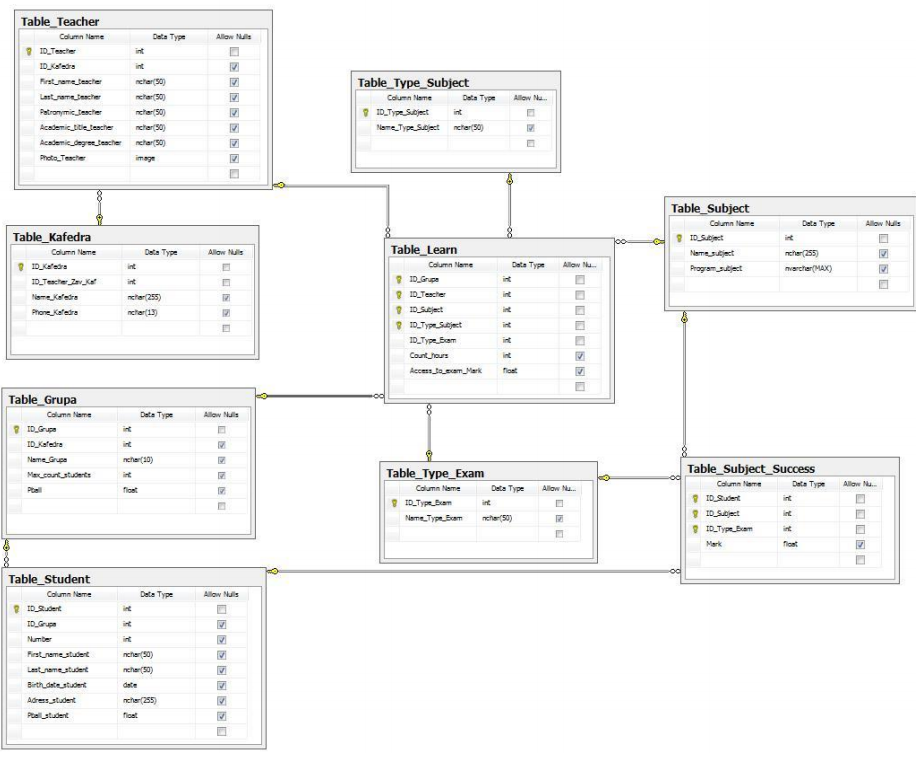 Table_Teacher
Column Name Data Type Allow Nulls
ID_Teacher int
ID_Kafedra int
First_name_teacher nchar(50)
Last_name_teacher nchar(50)
Patronymic_teacher nchar(50)
Academic_title_teacher nchar(50)
Academic_degree_teacher nchar(50)
Photo_Teacher image
Table_Type_Subject
Column Name Data Type Allow Nu...
ID_Type_Subject int
Name_Type_Subject nchar(50)
Table_Subject
Column Name Data Type Allow Nulls
ID_Subject int
Name_subject nchar(255)
Program_subject nvarchar(MAX)
Table_Kafedra
Column Name Data Type Allow Nulls
ID_Kafedra int
ID_Teacher_Zav_Kaf int
Name_Kafedra nchar(255)
Phone_Kafedra nchar(13)
Table_Learn
Column Name Data Type Allow Nu...
ID_Grupa int
ID_Teacher int
ID_Subject int
ID_Type_Subject int
ID_Type_Exam int
Count_hours int
Access_to_exam_Mark float
Table_Grupa
Column Name Data Type Allow Nulls
ID_Grupa int
ID_Kafedra int
Name_Grupa nchar(10)
Max_count_students int
Pball float
Table_Type_Exam
Column Name Data Type Allow Nu...
ID_Type_Exam int
Name_Type_Exam nchar(50)
Table_Subject_Success
Column Name Data Type Allow Nu...
ID_Student int
ID_Subject int
ID_Type_Exam int
Mark float
Table_Student
Column Name Data Type Allow Nulls
ID_Student int
ID_Grupa int
Number int
First_name_student nchar(50)
Last_name_student nchar(50)
Birth_date_student date
Adress_student nchar(255)
Pball_student float